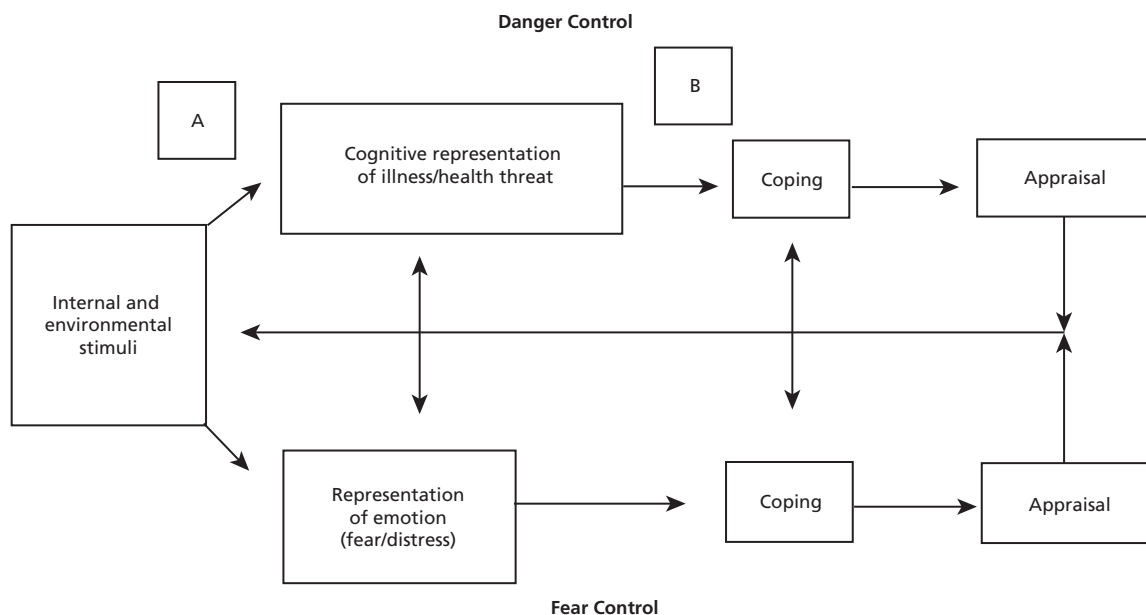 Danger Control
A
B
Cognitive representation
of illness/health threat
Coping
Appraisal
Internal and
environmental
stimuli
Representation
of emotion
(fear/distress)
Coping
Appraisal
Fear Control